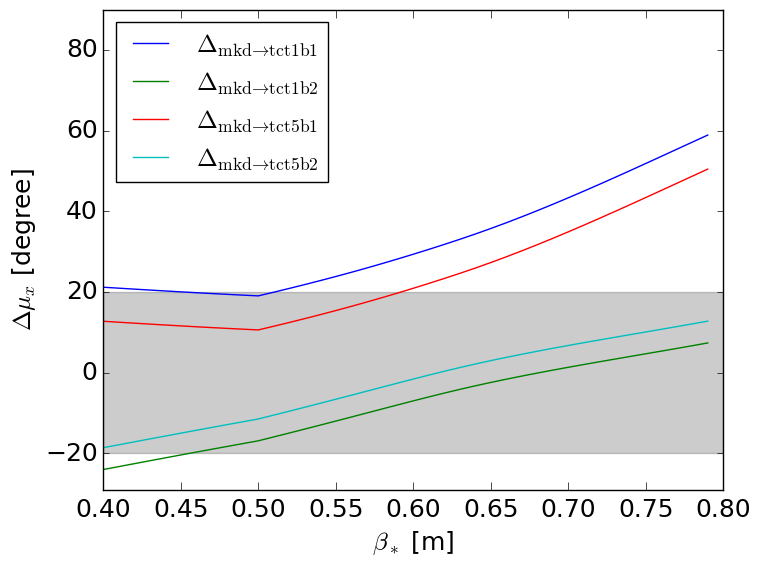 Δmkd→tct1b1
Δmkd→tct1b2
Δmkd→tct5b1
Δmkd→tct5b2
80
60
40
20
0
−20
Δμx [degree]
0.40 0.45 0.50 0.55 0.60 0.65 0.70 0.75 0.80
β* [m]